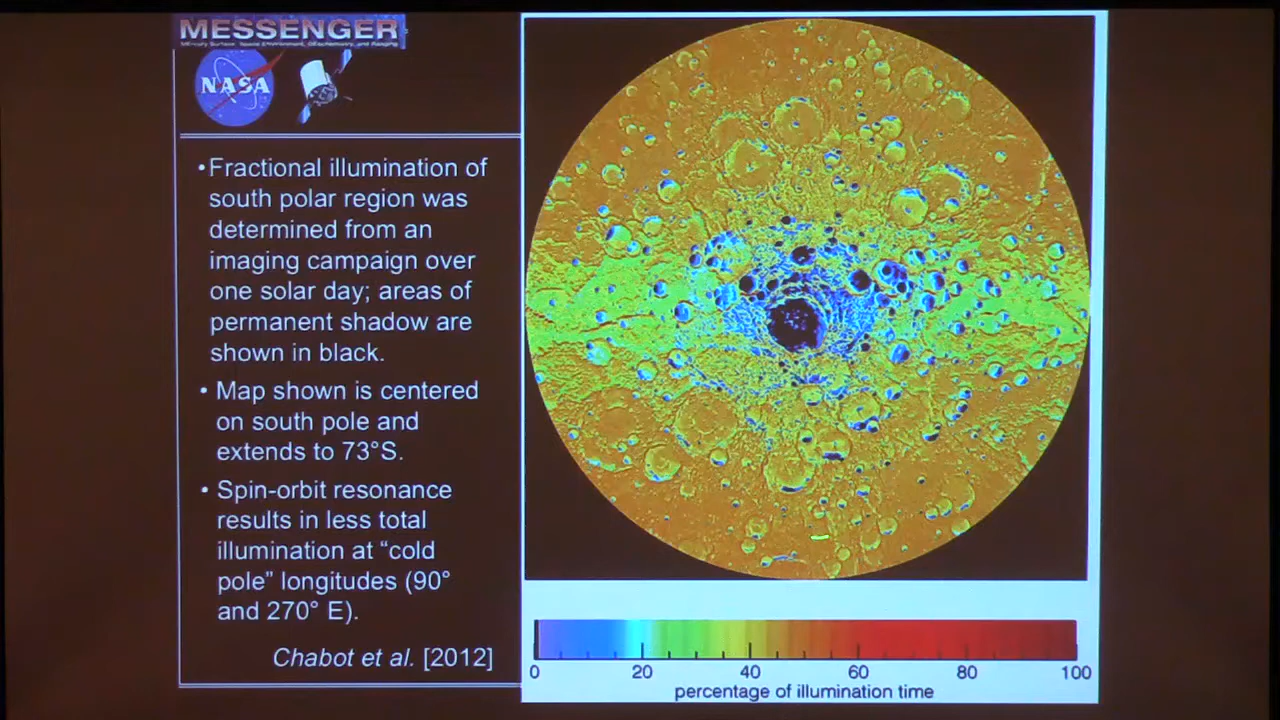 MESSENGER
MErcury Surface, Space ENvironment, GEochemistry, and Ranging
NASA
•Fractional illumination of
south polar region was
determined from an
imaging campaign over
one solar day; areas of
permanent shadow are
shown in black.
• Map shown is centered
on south pole and
extends to 73°S.
• Spin-orbit resonance
results in less total
illumination at “cold
pole” longitudes (90°
and 270° E).
Chabot et al. [2012]
0 20 40 60 80 100
percentage of illumination time